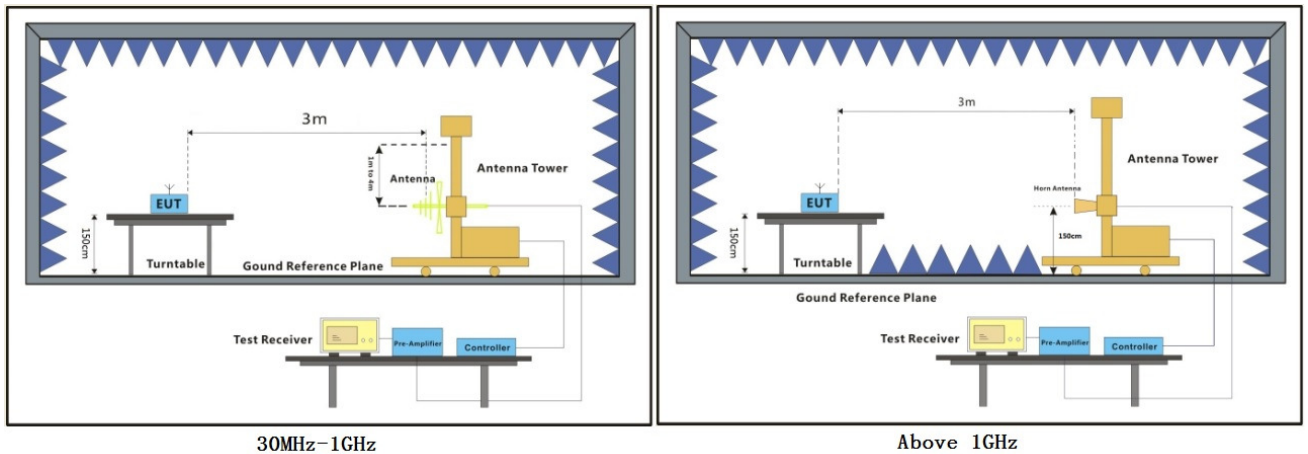 3m
1m to 4m
Antenna
Antenna Tower
EUT
150cm
Turntable
Gound Reference Plane
Test Receiver
Pre-Amplifier
Controller
30MHz-1GHz
3m
Antenna Tower
Horn Antenna
EUT
150cm
150cm
Turntable
Gound Reference Plane
Test Receiver
Pre-Amplifier
Controller
Above 1GHz